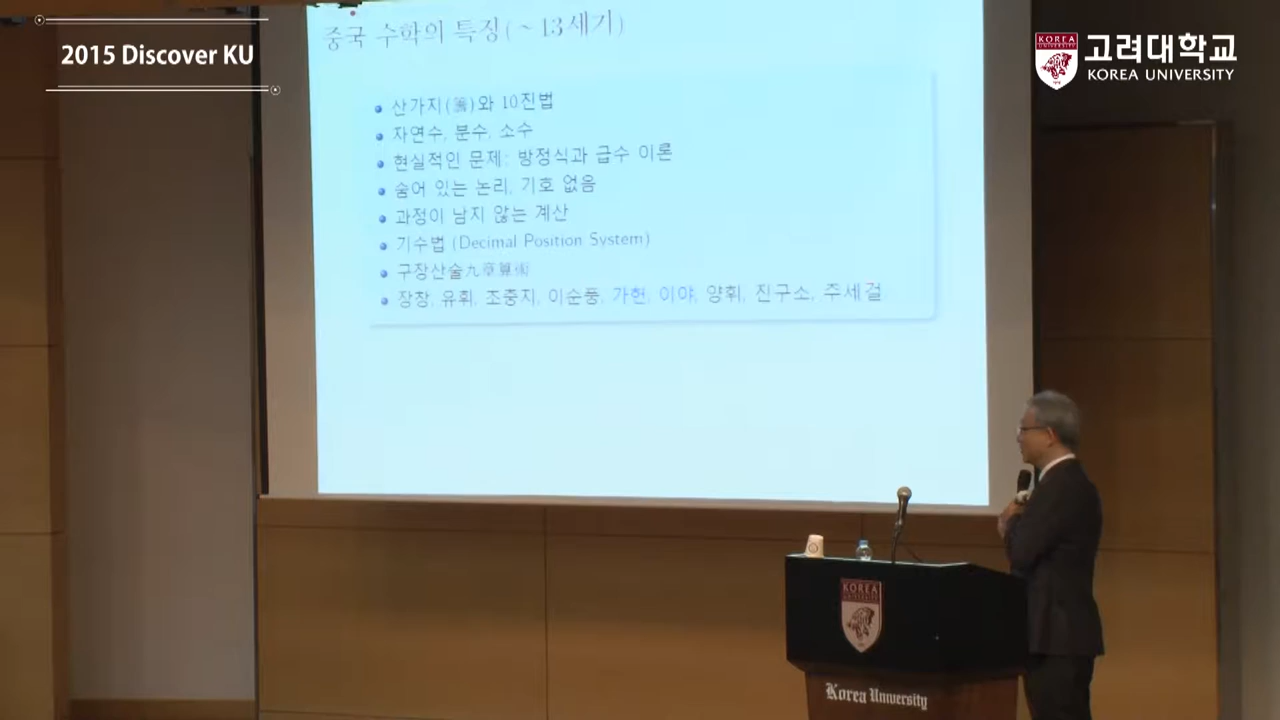 2015 Discover KU
KOREA
UNIVERSITY
고려대학교
KOREA UNIVERSITY
중국 수학의 특징(~13세기)
산가지(籌)와 10진법
자연수, 분수, 소수
현실적인 문제: 방정식과 급수 이론
숨어 있는 논리, 기호 없음
과정이 남지 않는 계산
기수법 (Decimal Position System)
구장산술九章算術
장창, 유휘, 조충지, 이순풍, 가헌, 이야, 양휘, 진구소, 주세걸
KOREA
UNIVERSITY
Korea University